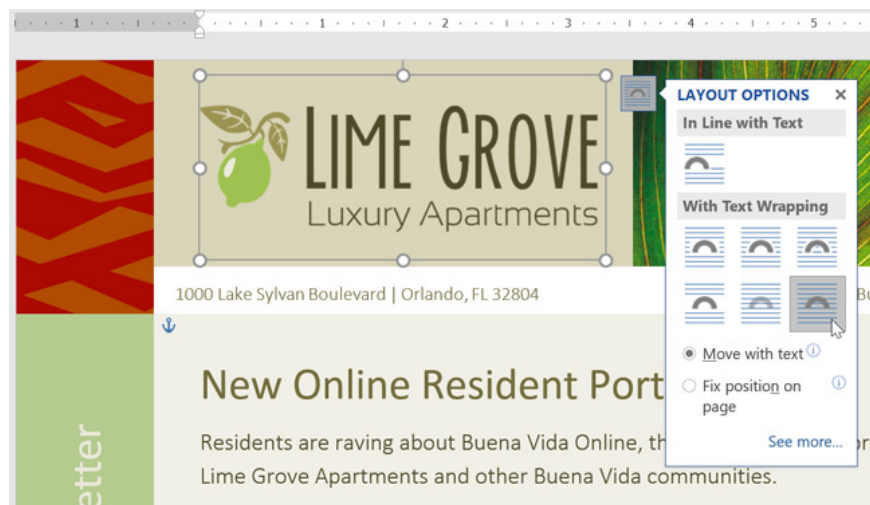 1 1 2 3 4 5
LIME GROVE
Luxury Apartments
LAYOUT OPTIONS ×
In Line with Text
With Text Wrapping
1000 Lake Sylvan Boulevard | Orlando, FL 32804
Move with text
Fix position on
page
See more...
New Online Resident Port
Residents are raving about Buena Vida Online, th
Lime Grove Apartments and other Buena Vida communities.
etter